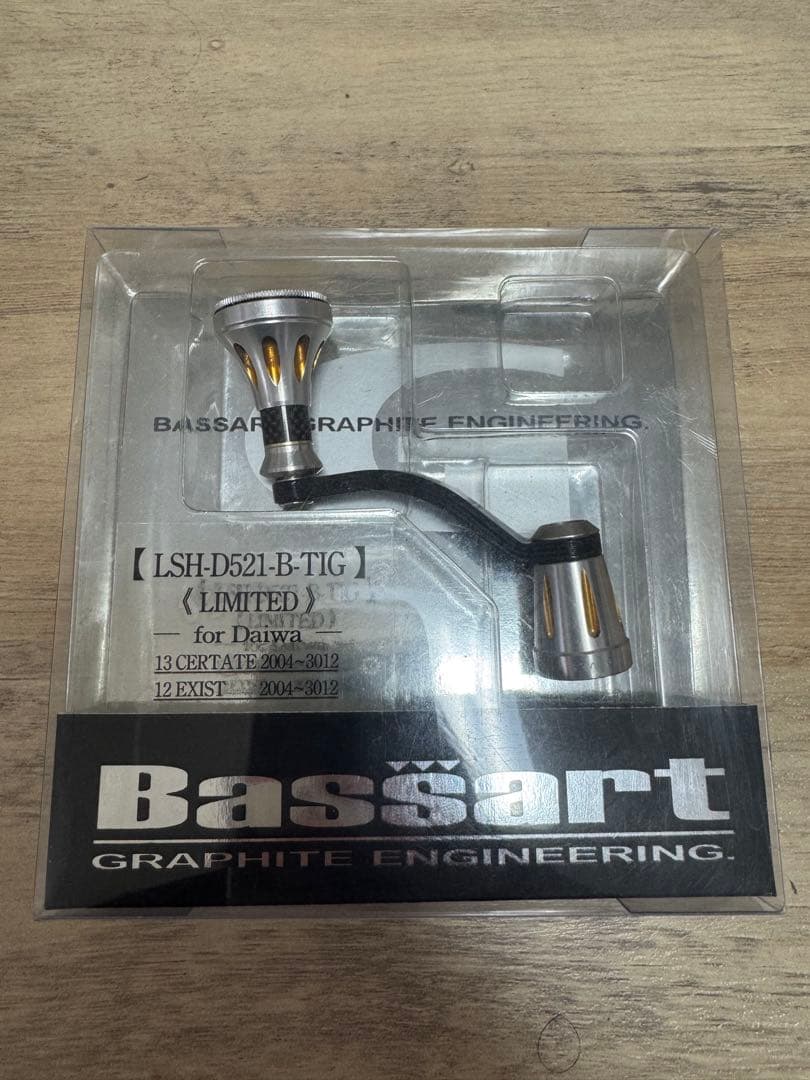 BASSART GRAPHITE ENGINEERING.
【 LSH-D521-B-TIG 】
《 LIMITED 》
— for Daiwa —
13 CERTATE 2004~3012
12 EXIST 2004~3012
Bassart
GRAPHITE ENGINEERING.